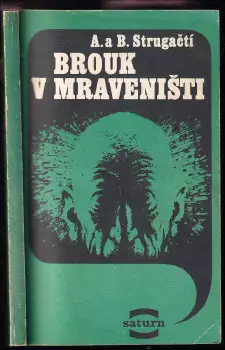 A. a B. Strugačtí
BROUK
V MRAVENIŠTI
saturn